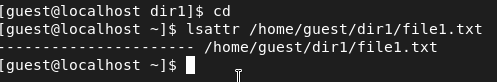 [guest@localhost dir1]$ cd
[guest@localhost ~]$ lsattr /home/guest/dir1/file1.txt
---------------------- /home/guest/dir1/file1.txt
[guest@localhost ~]$